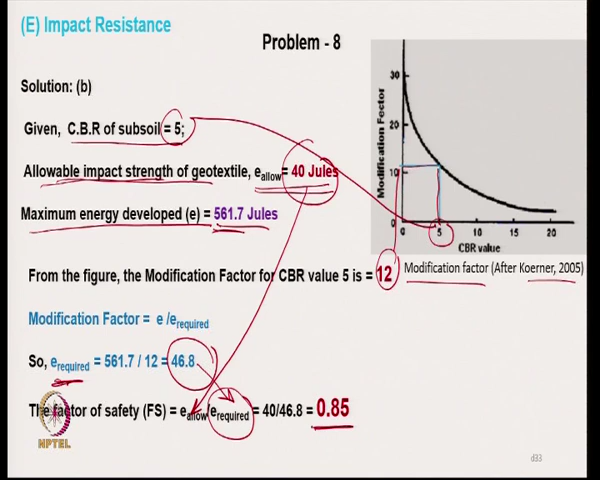 (E) Impact Resistance
Problem - 8
Solution: (b)
Given, C.B.R of subsoil = 5;
Allowable impact strength of geotextile, eallow = 40 Jules
Maximum energy developed (e) = 561.7 Jules
30
20
10
0
Modification Factor
0 5 10 15 20
CBR value
Modification factor (After Koerner, 2005)
From the figure, the Modification Factor for CBR value 5 is = 12
Modification Factor = e /erequired
So, erequired = 561.7 / 12 = 46.8
The factor of safety (FS) = eallow/erequired = 40/46.8 = 0.85
NPTEL
d33